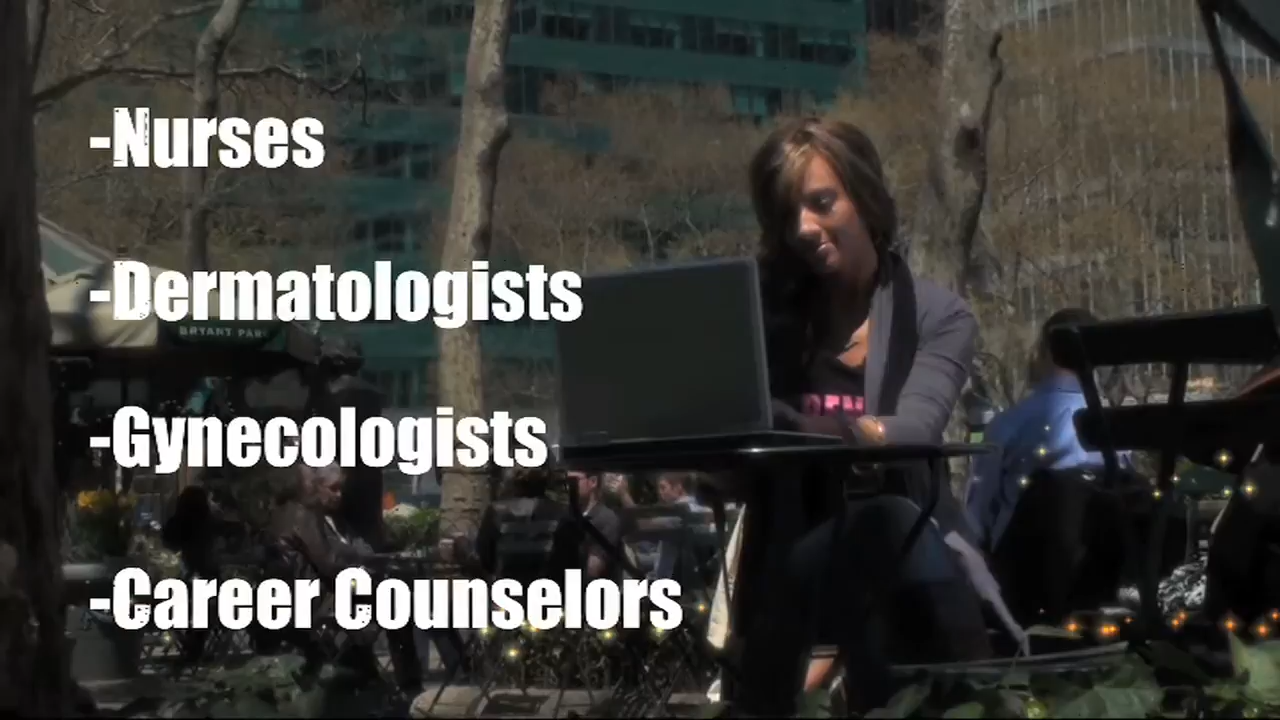 -Nurses
-Dermatologists
BRYANT PARK
-Gynecologists
-Career Counselors